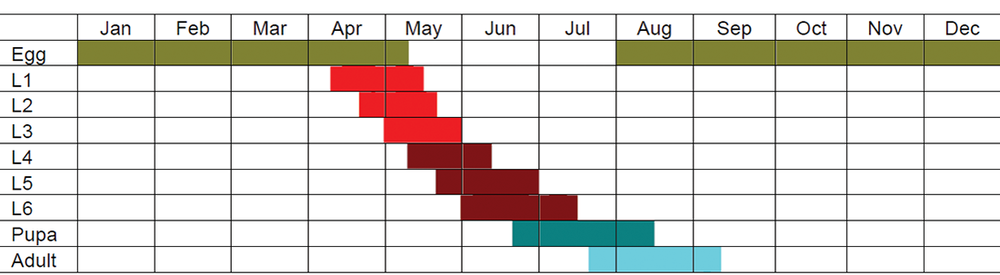 Jan Feb Mar Apr May Jun Jul Aug Sep Oct Nov Dec
Egg
L1
L2
L3
L4
L5
L6
Pupa
Adult